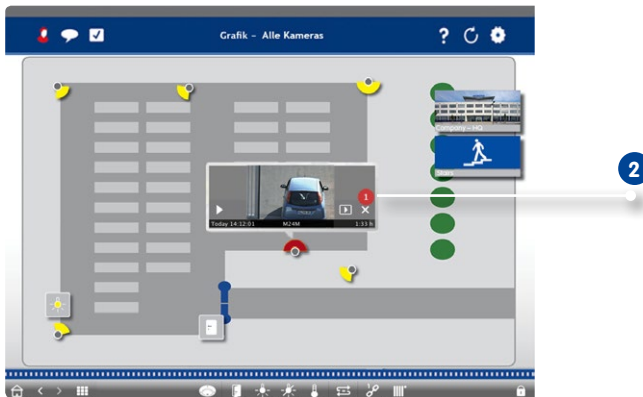 Grafik – Alle Kameras
?
Company – HQ
Stairs
1
Today 14:12:01 M24M 1:33 h
2